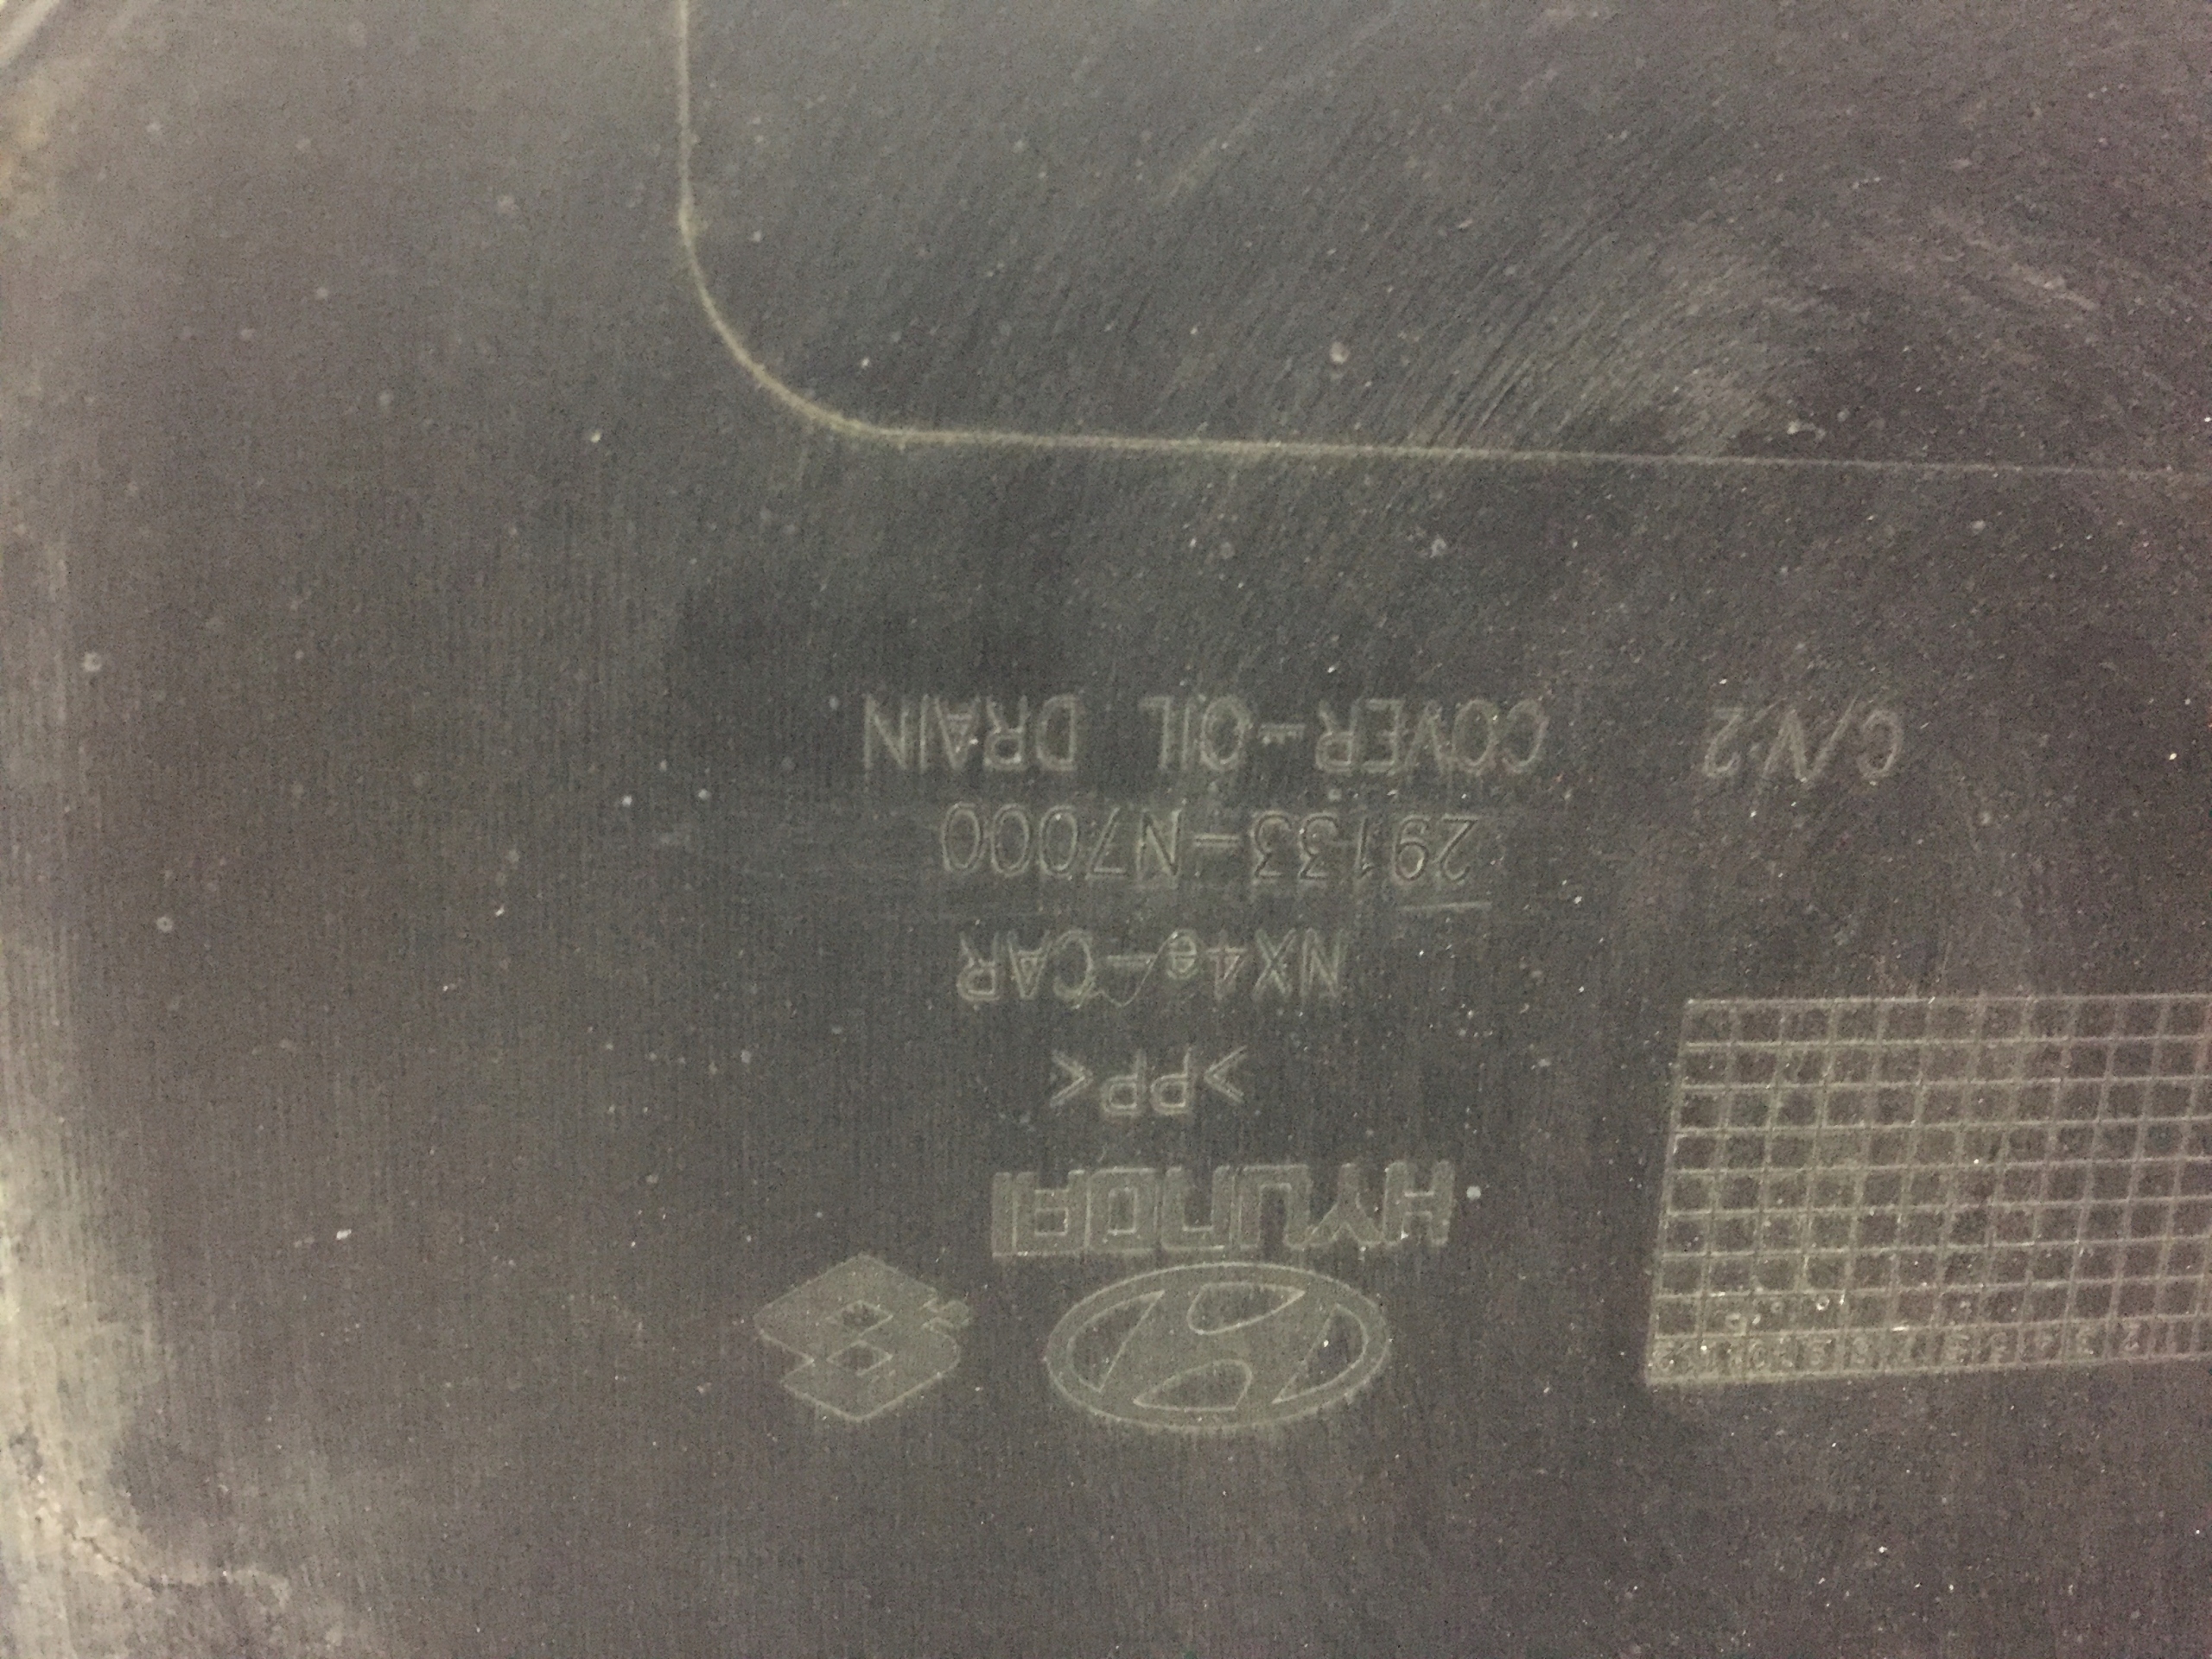 HYUNDAI
>PP<
NX4e-CAR
29133-N7000
C/V.2 COVER-OIL DRAIN